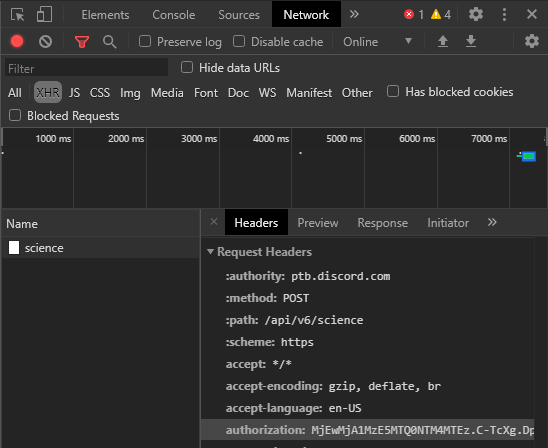 Elements Console Sources Network » 1 4
Preserve log Disable cache Online
Filter Hide data URLs
All XHR JS CSS Img Media Font Doc WS Manifest Other Has blocked cookies
Blocked Requests
1000 ms 2000 ms 3000 ms 4000 ms 5000 ms 6000 ms 7000 ms
Name × Headers Preview Response Initiator »
science
Request Headers
:authority: ptb.discord.com
:method: POST
:path: /api/v6/science
:scheme: https
accept: */*
accept-encoding: gzip, deflate, br
accept-language: en-US
authorization: MjEwMjA1MzE5MTQ0NTM4MTEz.C-TcXg.Dp